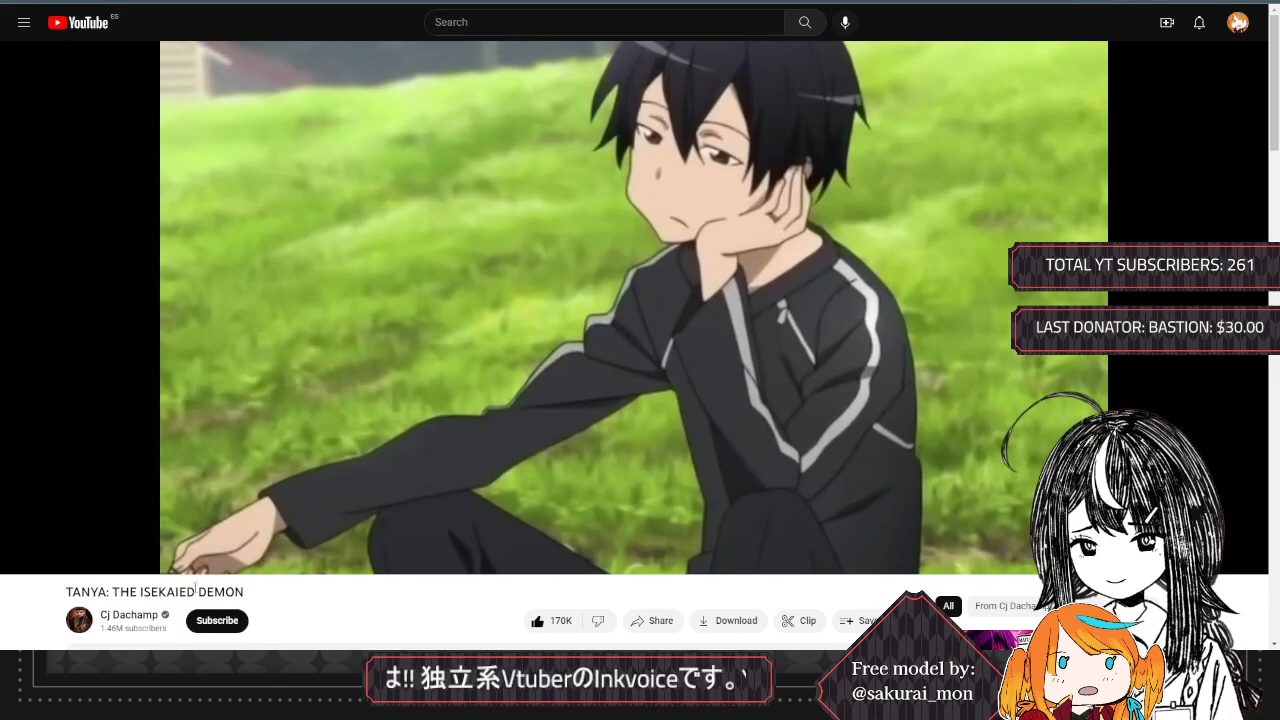 YouTube ES
Search
TOTAL YT SUBSCRIBERS: 261
LAST DONATOR: BASTION: $30.00
TANYA: THE ISEKAIED DEMON
Cj Dachamp
1.46M subscribers
Subscribe
170K
Share
Download
Clip
All
From Cj
ま!! 独立系VtuberのInkvoiceです。
Free model by:
@sakurai_mon